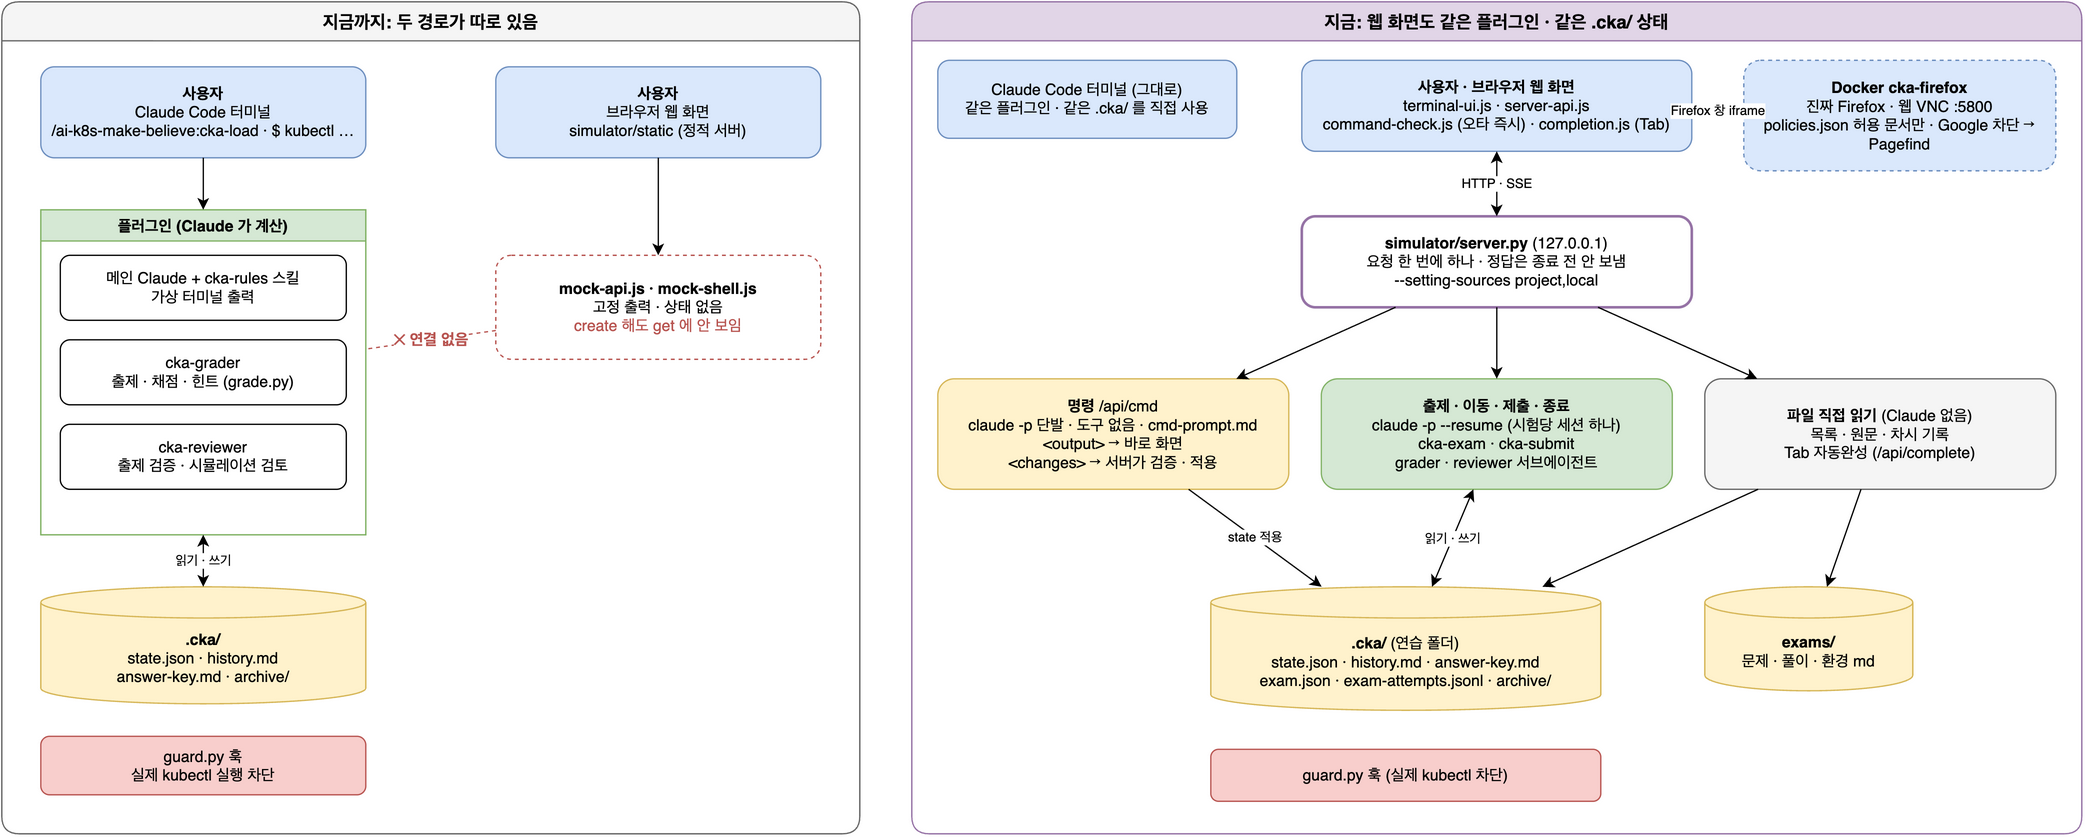 지금까지: 두 경로가 따로 있음
사용자
Claude Code 터미널
/ai-k8s-make-believe:cka-load · $ kubectl …
사용자
브라우저 웹 화면
simulator/static (정적 서버)
플러그인 (Claude 가 계산)
메인 Claude + cka-rules 스킬
가상 터미널 출력
cka-grader
출제 · 채점 · 힌트 (grade.py)
cka-reviewer
출제 검증 · 시뮬레이션 검토
mock-api.js · mock-shell.js
고정 출력 · 상태 없음
create 해도 get 에 안 보임
✕ 연결 없음
읽기 · 쓰기
.cka/
state.json · history.md
answer-key.md · archive/
guard.py 훅
실제 kubectl 실행 차단
지금: 웹 화면도 같은 플러그인 · 같은 .cka/ 상태
Claude Code 터미널 (그대로)
같은 플러그인 · 같은 .cka/ 를 직접 사용
사용자 · 브라우저 웹 화면
terminal-ui.js · server-api.js
command-check.js (오타 즉시) · completion.js (Tab)
Firefox 창 iframe
Docker cka-firefox
진짜 Firefox · 웹 VNC :5800
policies.json 허용 문서만 · Google 차단 →
Pagefind
HTTP · SSE
simulator/server.py (127.0.0.1)
요청 한 번에 하나 · 정답은 종료 전 안 보냄
--setting-sources project,local
명령 /api/cmd
claude -p 단발 · 도구 없음 · cmd-prompt.md
<output> → 바로 화면
<changes> → 서버가 검증 · 적용
출제 · 이동 · 제출 · 종료
claude -p --resume (시험당 세션 하나)
cka-exam · cka-submit
grader · reviewer 서브에이전트
파일 직접 읽기 (Claude 없음)
목록 · 원문 · 차시 기록
Tab 자동완성 (/api/complete)
state 적용
읽기 · 쓰기
.cka/ (연습 폴더)
state.json · history.md · answer-key.md
exam.json · exam-attempts.jsonl · archive/
exams/
문제 · 풀이 · 환경 md
guard.py 훅 (실제 kubectl 차단)